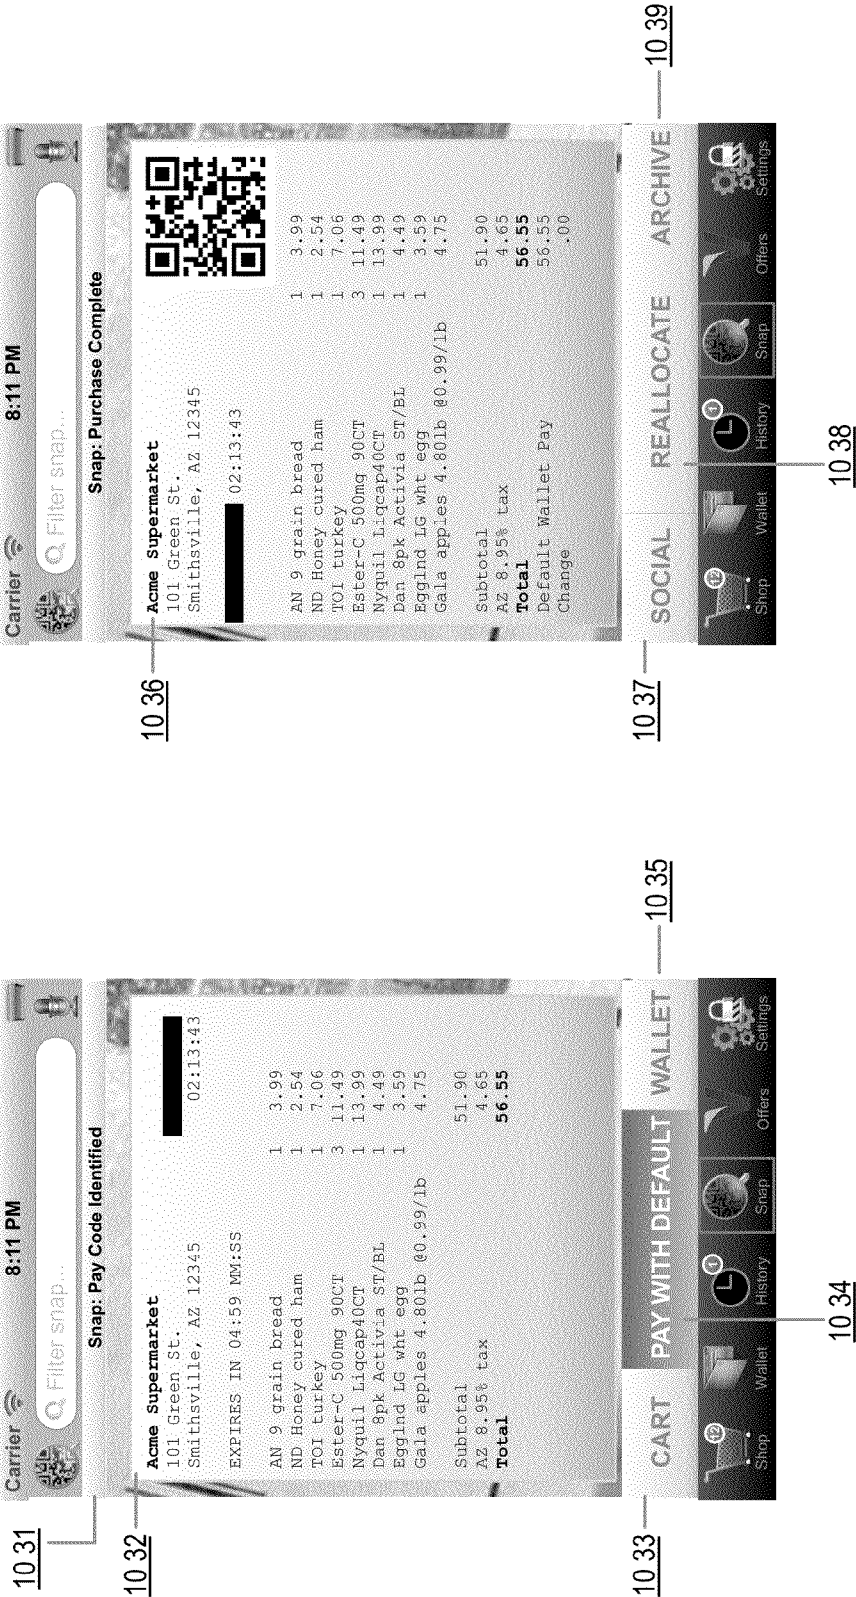 10 31
Carrier 8:11 PM
Filter snap...
Snap: Pay Code Identified
10 32
Acme Supermarket
101 Green St.
Smithsville, AZ 12345 02:13:43
EXPIRES IN 04:59 MM:SS
AN 9 grain bread 1 3.99
ND Honey cured ham 1 2.54
TOI turkey 1 7.06
Ester-C 500mg 90CT 3 11.49
Nyquil Liqcap40CT 1 13.99
Dan 8pk Activia ST/BL 1 4.49
Egglnd LG wht egg 1 3.59
Gala apples 4.80lb @0.99/lb 4.75
Subtotal 51.90
AZ 8.95% tax 4.65
Total 56.55
10 33
CART PAY WITH DEFAULT WALLET
10 35
12 1
Shop Wallet History Snap Offers Settings
10 34
Carrier 8:11 PM
Filter snap...
Snap: Purchase Complete
10 36
Acme Supermarket
101 Green St.
Smithsville, AZ 12345
02:13:43
AN 9 grain bread 1 3.99
ND Honey cured ham 1 2.54
TOI turkey 1 7.06
Ester-C 500mg 90CT 3 11.49
Nyquil Liqcap40CT 1 13.99
Dan 8pk Activia ST/BL 1 4.49
Egglnd LG wht egg 1 3.59
Gala apples 4.80lb @0.99/lb 4.75
Subtotal 51.90
AZ 8.95% tax 4.65
Total 56.55
Default Wallet Pay 56.55
Change .00
10 37
SOCIAL REALLOCATE ARCHIVE
10 39
12 1
Shop Wallet History Snap Offers Settings
10 38